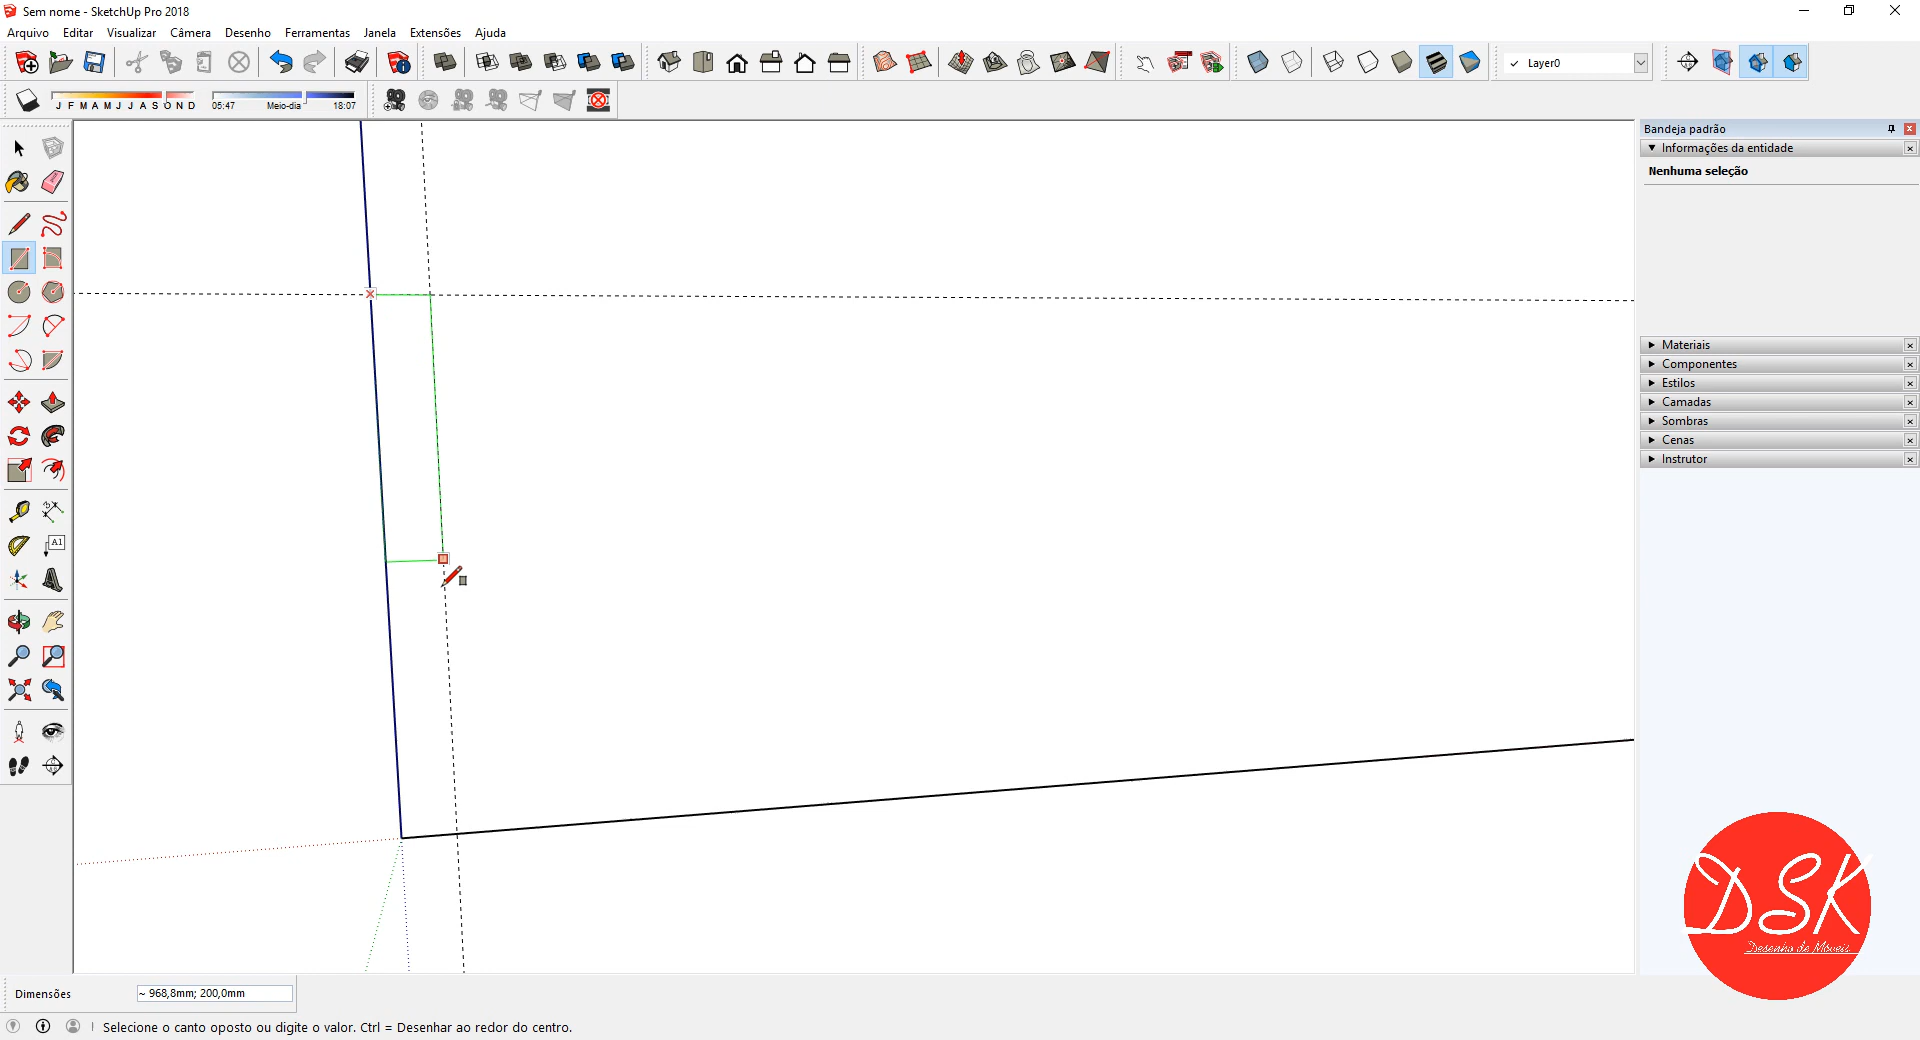 Sem nome - SketchUp Pro 2018
Arquivo Editar Visualizar Câmera Desenho Ferramentas Janela Extensões Ajuda
Layer0
J F M A M J J A S O N D
05:47 Meio-dia 18:07
Bandeja padrão
Informações da entidade
Nenhuma seleção
A1
Materiais
Componentes
Estilos
Camadas
Sombras
Cenas
Instrutor
DSK
Desenho de Móveis
Dimensões ~ 968,8mm; 200,0mm
Selecione o canto oposto ou digite o valor. Ctrl = Desenhar ao redor do centro.